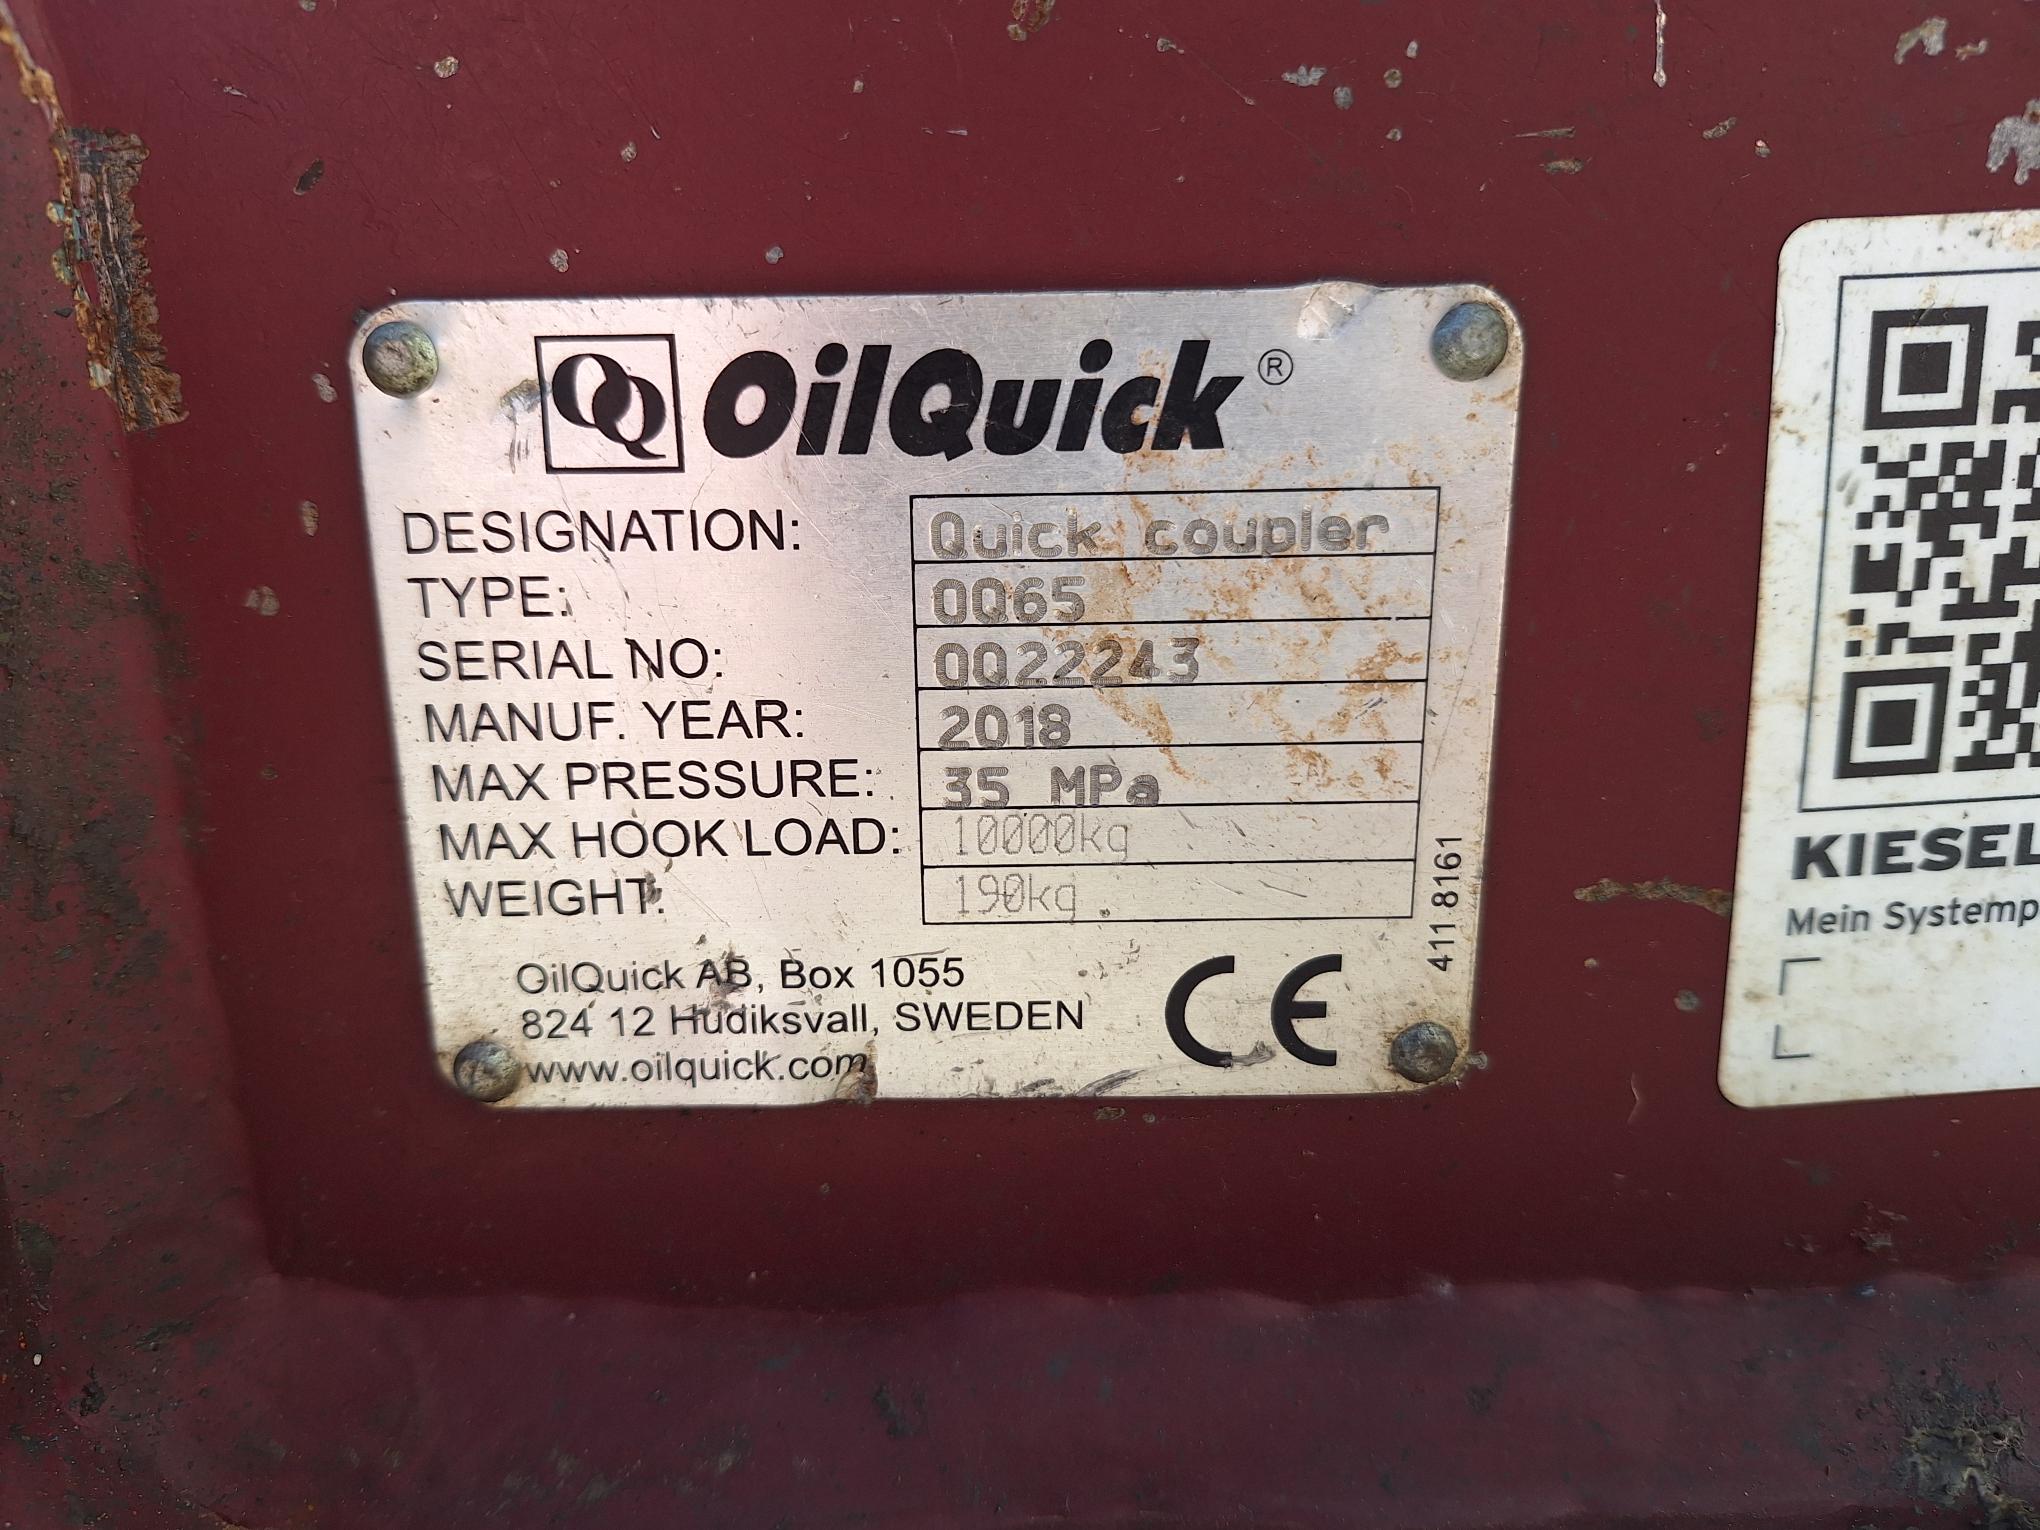 OilQuick®
DESIGNATION: Quick coupler
TYPE: OQ65
SERIAL NO: OQ22243
MANUF. YEAR: 2018
MAX PRESSURE: 35 MPa
MAX HOOK LOAD: 10000kg
WEIGHT: 190kg
411 8161
OilQuick AB, Box 1055
824 12 Hudiksvall, SWEDEN
www.oilquick.com
CE
KIESEL
Mein Systemp